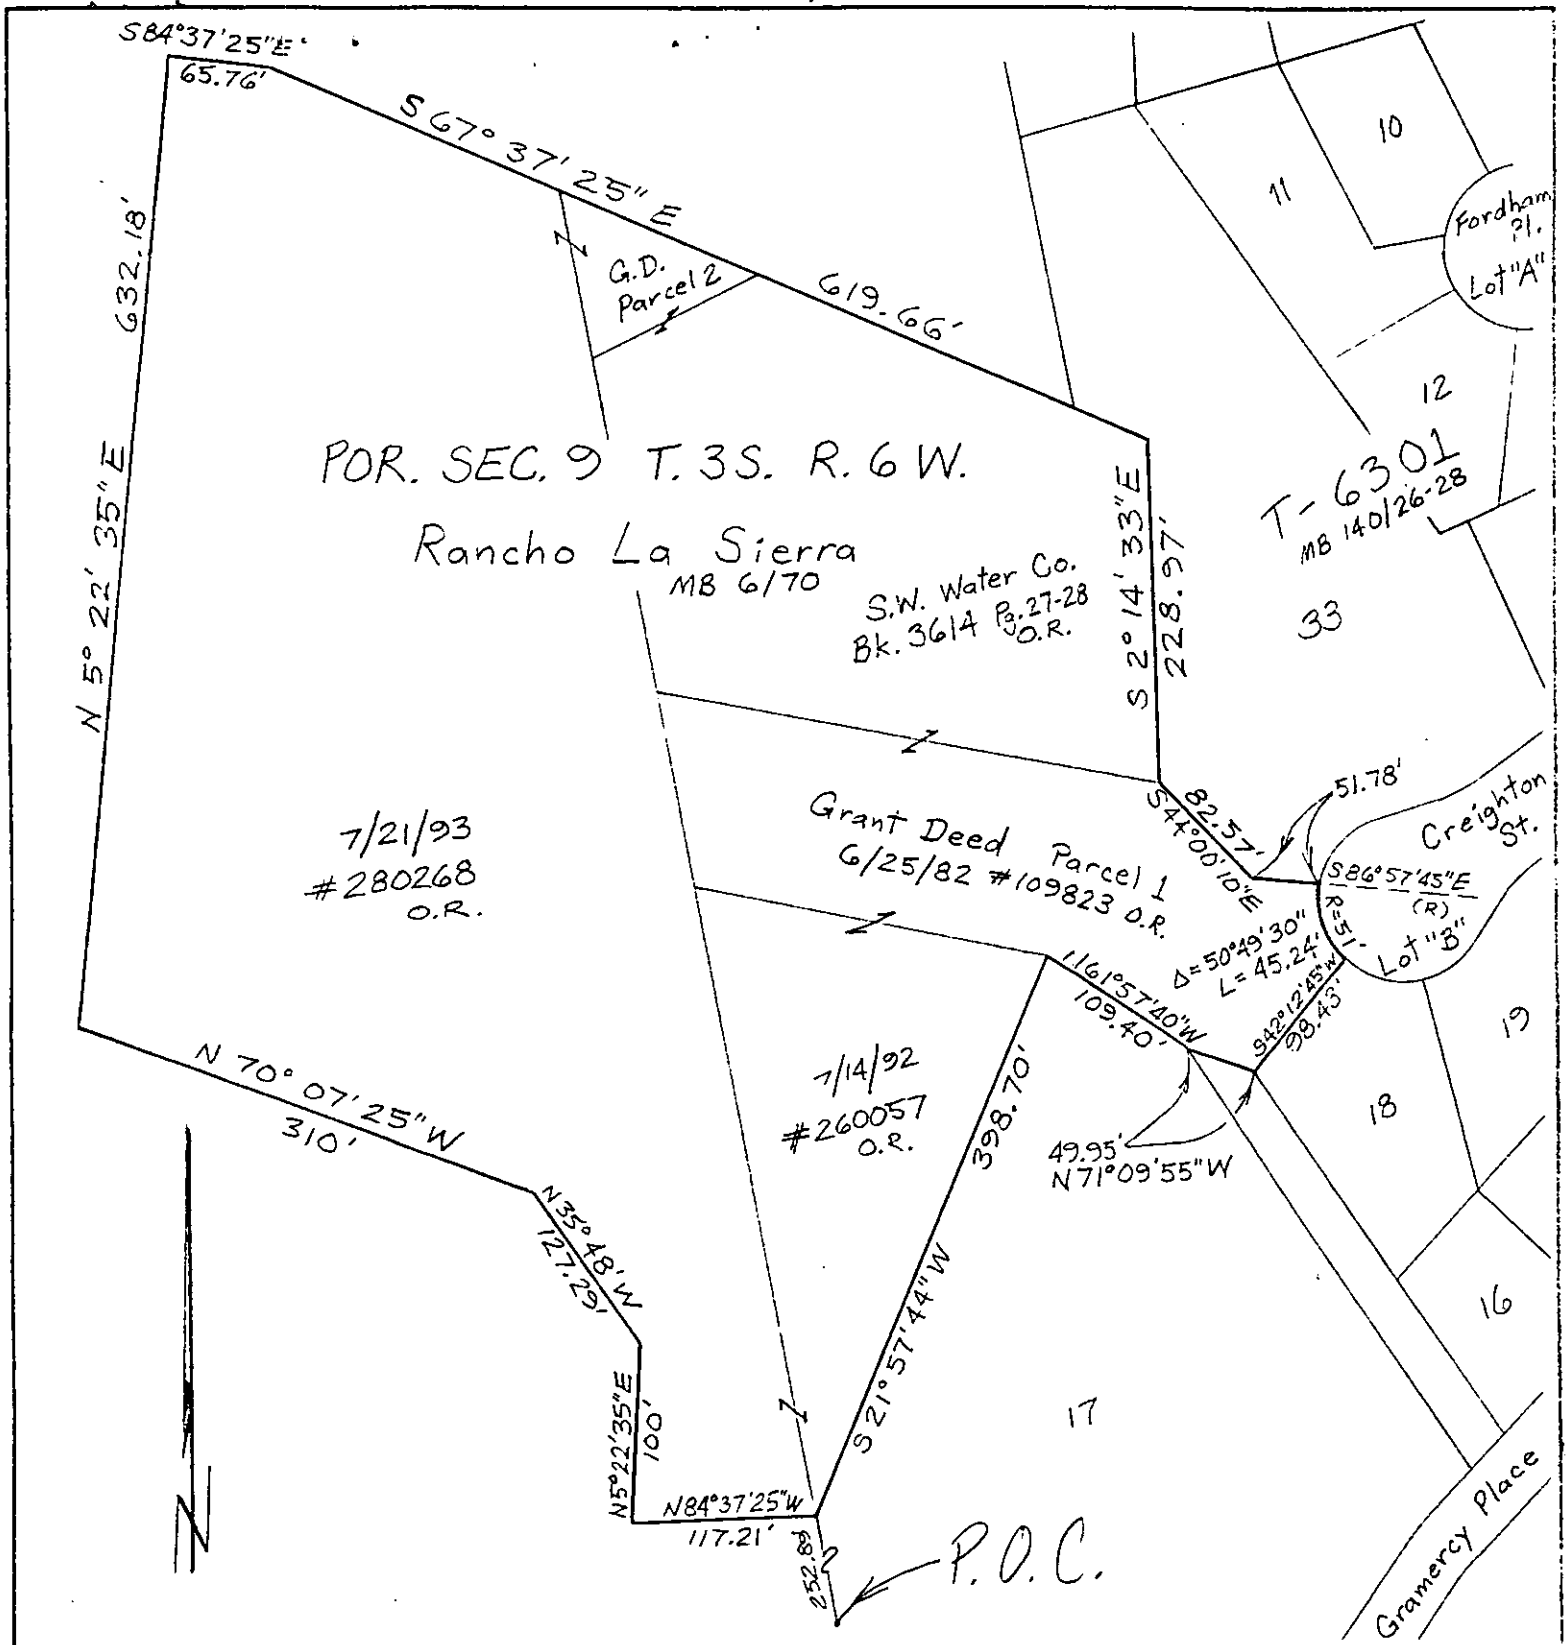 S84°37'25"E
65.76'
S 67° 37' 25" E
619.66'
N 5° 22' 35" E 632.18'
G.D.
Parcel 2
10
11
Fordham
Pl.
Lot "A"
12
T-6301
MB 140/26-28
33
POR. SEC. 9 T. 3S. R. 6 W.
Rancho La Sierra
MB 6/70
S.W. Water Co.
Bk. 3614 Pg. 27-28
O.R.
S 2° 14' 33" E
228.97'
7/21/93
#280268
O.R.
Grant Deed Parcel 1
6/25/82 #109823 O.R.
82.57'
S44°00'10"E
51.78'
Creighton
St.
S86°57'45"E
(R)
R=51'
Lot "B"
Δ=50°49'30"
L=45.24'
S42°12'45"W
98.43'
N61°57'40"W
109.40'
49.95'
N71°09'55"W
19
18
16
17
7/14/92
#260057
O.R.
398.70'
S 21° 57' 44" W
N 70° 07' 25" W
310'
N35°48'W
127.29'
N5°22'35"E
100'
N84°37'25"W
117.21'
P.O.C.
Gramercy Place
N